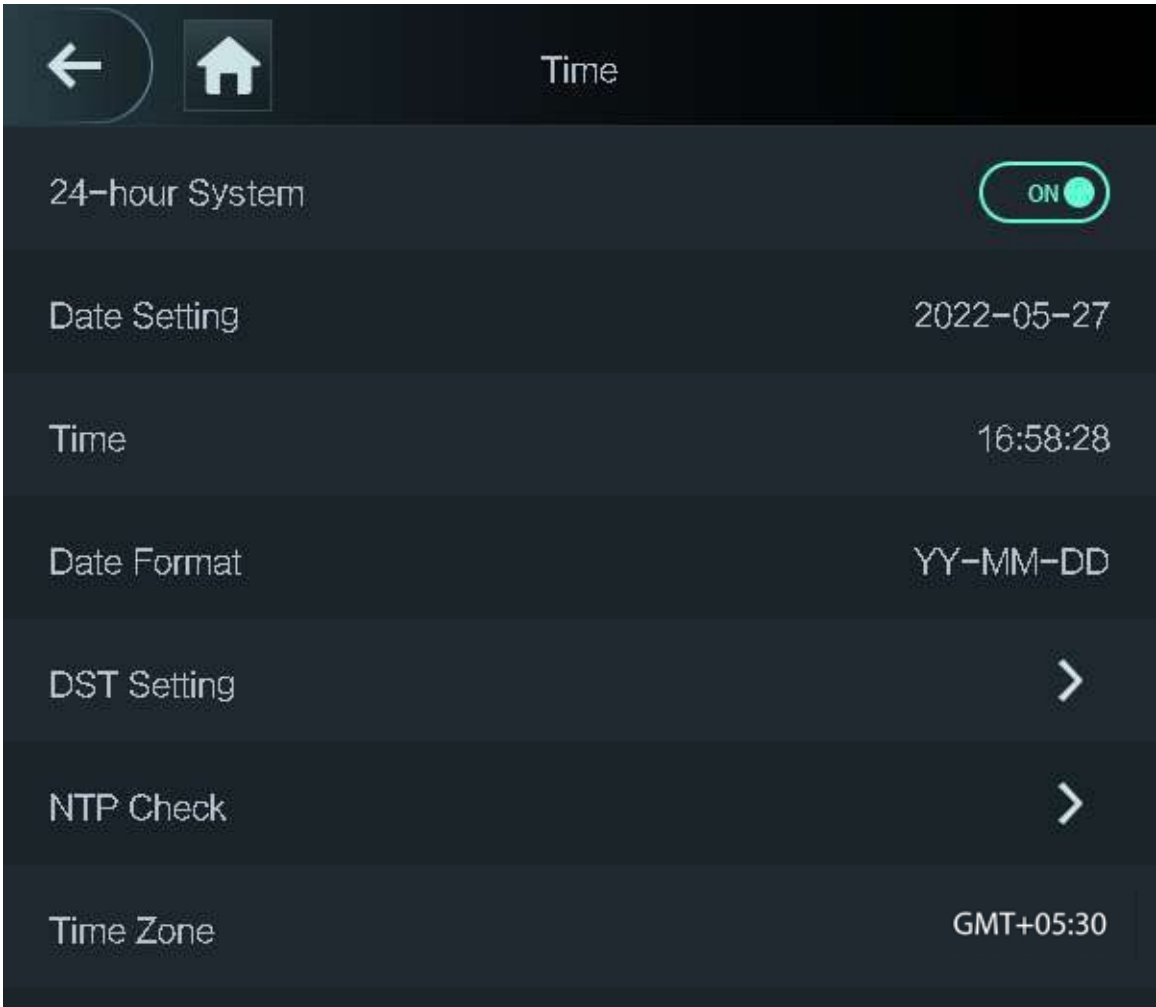 Time
24-hour System ON
Date Setting 2022-05-27
Time 16:58:28
Date Format YY-MM-DD
DST Setting
NTP Check
Time Zone GMT+05:30